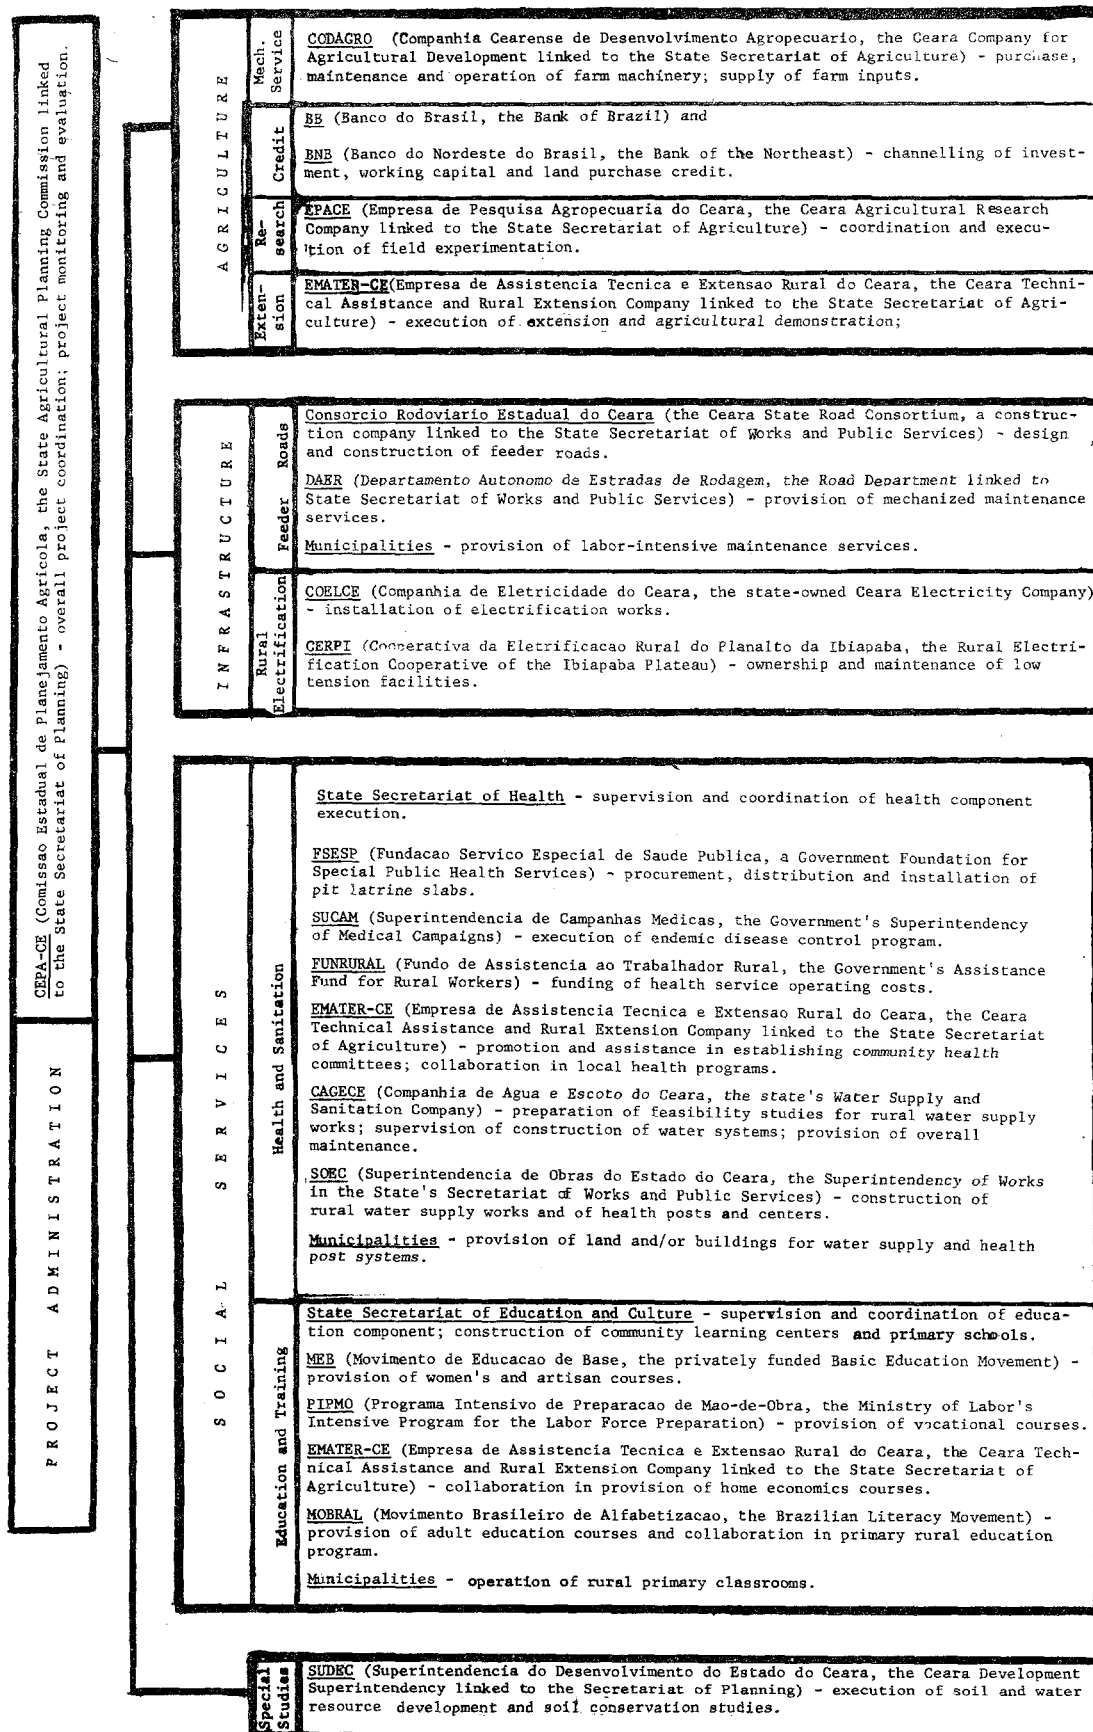 CEPA-CE (Comissao Estadual de Planejamento Agricola, the State Agricultural Planning Commission linked
to the State Secretariat of Planning) - overall project coordination; project monitoring and evaluation.
PROJECT ADMINISTRATION
AGRICULTURE
Mech.
Service
CODAGRO (Companhia Cearense de Desenvolvimento Agropecuario, the Ceara Company for
Agricultural Development linked to the State Secretariat of Agriculture) - purchase,
maintenance and operation of farm machinery; supply of farm inputs.
Credit
BB (Banco do Brasil, the Bank of Brazil) and
BNB (Banco do Nordeste do Brasil, the Bank of the Northeast) - channelling of invest-
ment, working capital and land purchase credit.
Re-
search
EPACE (Empresa de Pesquisa Agropecuaria do Ceara, the Ceara Agricultural Research
Company linked to the State Secretariat of Agriculture) - coordination and execu-
tion of field experimentation.
Exten-
sion
EMATER-CE(Empresa de Assistencia Tecnica e Extensao Rural do Ceara, the Ceara Techni-
cal Assistance and Rural Extension Company linked to the State Secretariat of Agri-
culture) - execution of extension and agricultural demonstration;
INFRASTRUCTURE
Feeder Roads
Consorcio Rodoviario Estadual do Ceara (the Ceara State Road Consortium, a construc-
tion company linked to the State Secretariat of Works and Public Services) - design
and construction of feeder roads.
DAER (Departamento Autonomo de Estradas de Rodagem, the Road Department linked to
State Secretariat of Works and Public Services) - provision of mechanized maintenance
services.
Municipalities - provision of labor-intensive maintenance services.
Rural
Electrification
COELCE (Companhia de Eletricidade do Ceara, the state-owned Ceara Electricity Company)
- installation of electrification works.
CERPI (Cooperativa da Eletrificacao Rural do Planalto da Ibiapaba, the Rural Electri-
fication Cooperative of the Ibiapaba Plateau) - ownership and maintenance of low
tension facilities.
SOCIAL SERVICES
Health and Sanitation
State Secretariat of Health - supervision and coordination of health component
execution.
FSESP (Fundacao Servico Especial de Saude Publica, a Government Foundation for
Special Public Health Services) - procurement, distribution and installation of
pit latrine slabs.
SUCAM (Superintendencia de Campanhas Medicas, the Government's Superintendency
of Medical Campaigns) - execution of endemic disease control program.
FUNRURAL (Fundo de Assistencia ao Trabalhador Rural, the Government's Assistance
Fund for Rural Workers) - funding of health service operating costs.
EMATER-CE (Empresa de Assistencia Tecnica e Extensao Rural do Ceara, the Ceara
Technical Assistance and Rural Extension Company linked to the State Secretariat
of Agriculture) - promotion and assistance in establishing community health
committees; collaboration in local health programs.
CAGECE (Companhia de Agua e Escoto do Ceara, the state's Water Supply and
Sanitation Company) - preparation of feasibility studies for rural water supply
works; supervision of construction of water systems; provision of overall
maintenance.
SOEC (Superintendencia de Obras do Estado do Ceara, the Superintendency of Works
in the State's Secretariat of Works and Public Services) - construction of
rural water supply works and of health posts and centers.
Municipalities - provision of land and/or buildings for water supply and health
post systems.
Education and Training
State Secretariat of Education and Culture - supervision and coordination of educa-
tion component; construction of community learning centers and primary schools.
MEB (Movimento de Educacao de Base, the privately funded Basic Education Movement) -
provision of women's and artisan courses.
PIPMO (Programa Intensivo de Preparacao de Mao-de-Obra, the Ministry of Labor's
Intensive Program for the Labor Force Preparation) - provision of vocational courses.
EMATER-CE (Empresa de Assistencia Tecnica e Extensao Rural do Ceara, the Ceara Tech-
nical Assistance and Rural Extension Company linked to the State Secretariat of
Agriculture) - collaboration in provision of home economics courses.
MOBRAL (Movimento Brasileiro de Alfabetizacao, the Brazilian Literacy Movement) -
provision of adult education courses and collaboration in primary rural education
program.
Municipalities - operation of rural primary classrooms.
Special
Studies
SUDEC (Superintendencia do Desenvolvimento do Estado do Ceara, the Ceara Development
Superintendency linked to the Secretariat of Planning) - execution of soil and water
resource development and soil conservation studies.